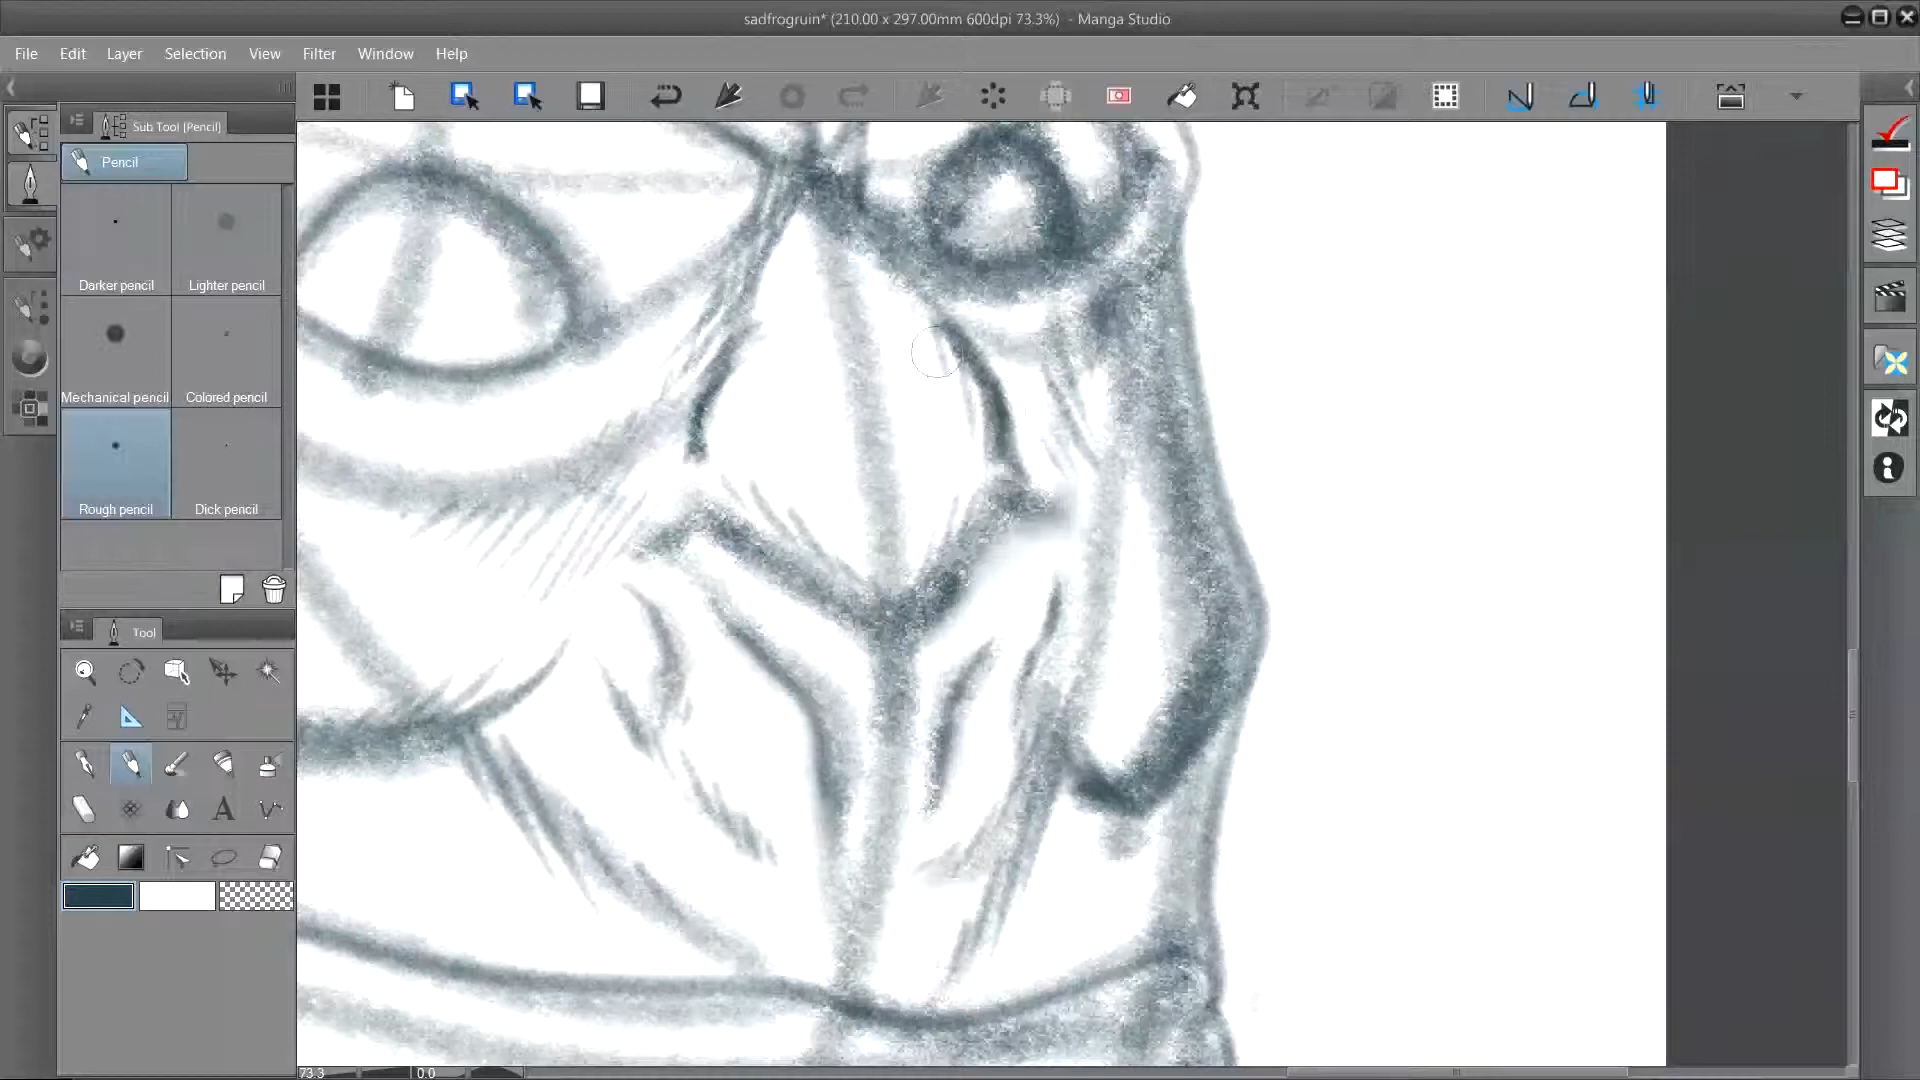 sadfrogruin* (210.00 x 297.00mm 600dpi 73.3%) - Manga Studio
File Edit Layer Selection View Filter Window Help
Sub Tool [Pencil]
Pencil
Darker pencil Lighter pencil
Mechanical pencil Colored pencil
Rough pencil Dick pencil
Tool
A
73.3 0.0